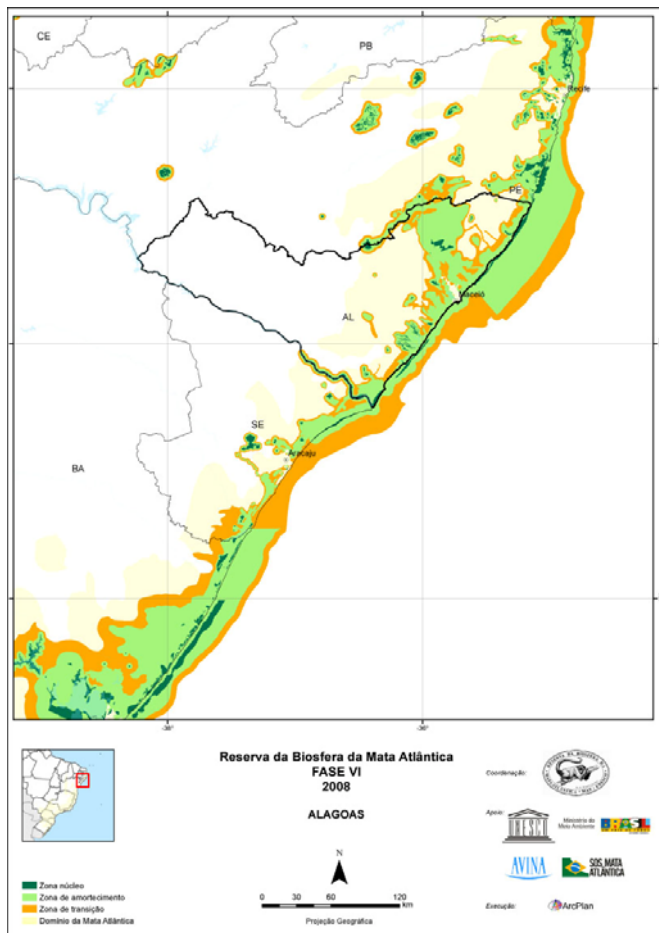 CE
PB
Recife
PE
Maceió
AL
SE
Aracaju
BA
-38°
-36°
Reserva da Biosfera da Mata Atlântica
FASE VI
2008
ALAGOAS
N
0 30 60 120
km
Projeção Geográfica
Zona núcleo
Zona de amortecimento
Zona de transição
Domínio da Mata Atlântica
Coordenação:
Apoio:
UNESCO
Ministério do
Meio Ambiente
BRASIL
AVINA
SOS MATA
ATLÂNTICA
Execução:
ArcPlan